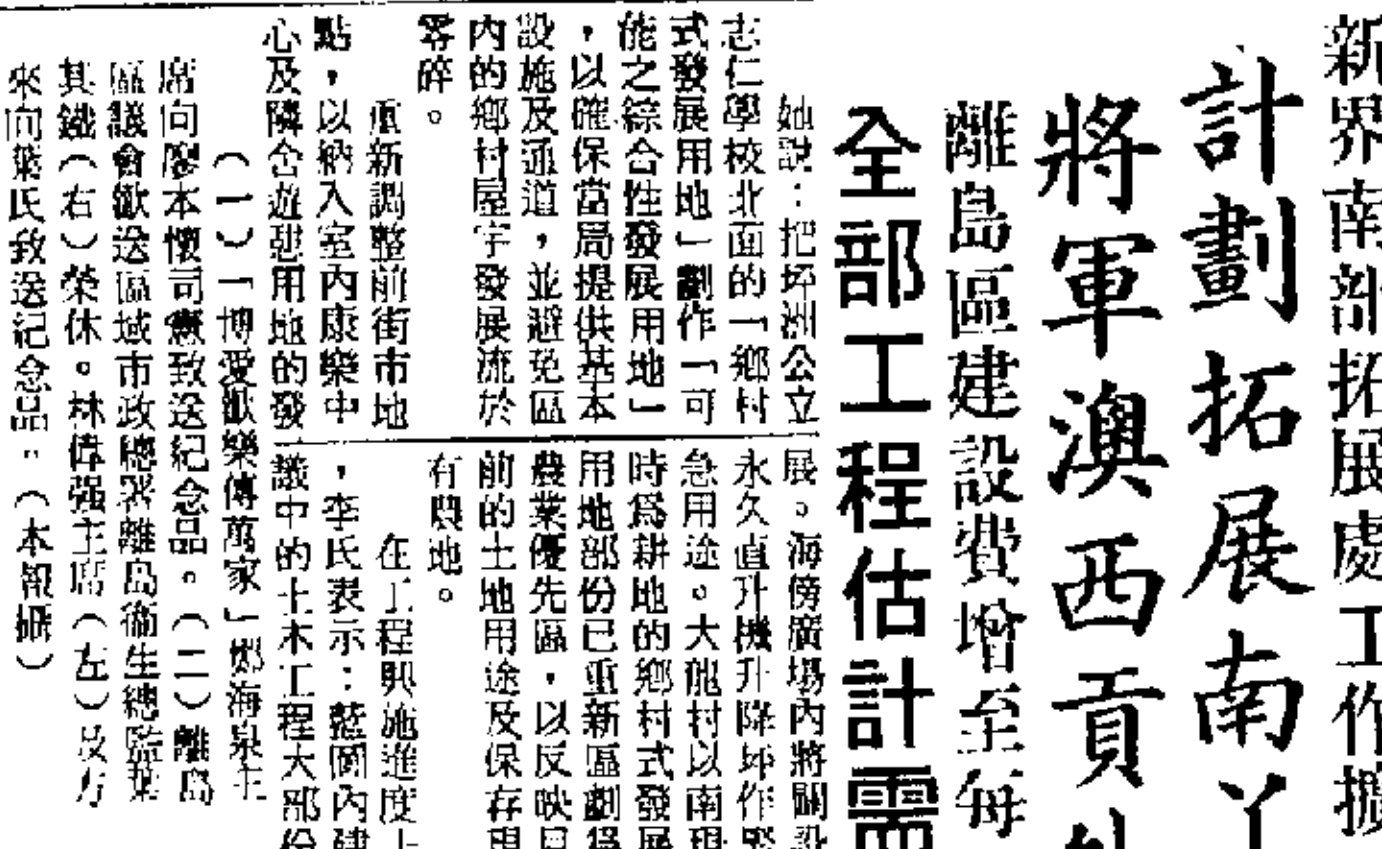 新界南部拓展處工作擴
計劃拓展南丫
將軍澳西貢
離島區建設費增至每
全部工程估計需
她說：把坪洲公立
志仁學校北面的「鄉村
式發展用地」劃作「可
能之綜合性發展用地」
，以確保當局提供基本
設施及通道，並避免區
內的鄉村屋宇發展流於
零碎。
重新調整前街市地
點，以納入室內康樂中
心及隣舍遊憩用地的發
展。海傍廣場內將闢設
永久直升機升降坪作緊
急用途。大龍村以南現
時爲耕地的鄉村式發展
用地部份已重新區劃爲
農業優先區，以反映目
前的土地用途及保存現
有農地。
在工程興施進度上
，李氏表示：藍圖內建
議中的土木工程大部份
（一）「博愛歡樂傳萬家」鄧海泉主
席向廖本懷司憲致送紀念品。（二）離島
區議會歡送區域市政總署離島衞生總監葉
其鐵（右）榮休。林偉强主席（左）及方
來向葉氏致送紀念品。（本報攝）